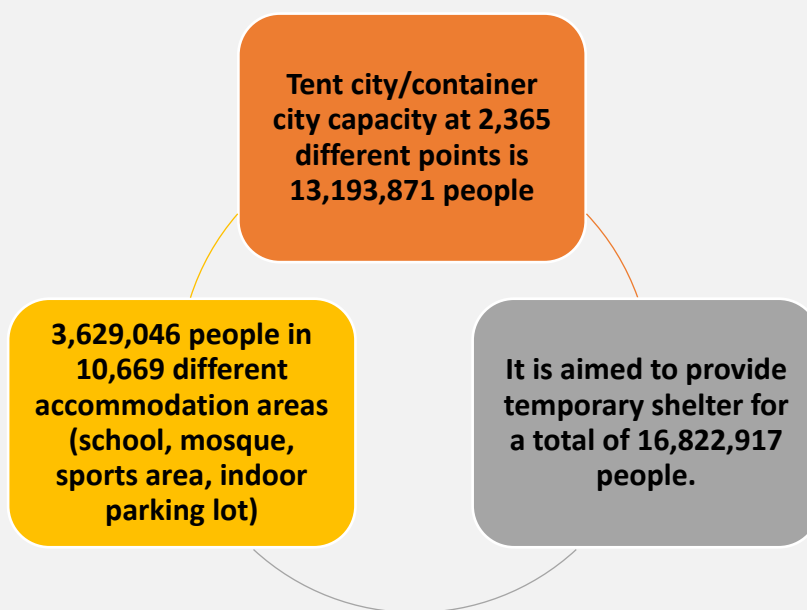 Tent city/container
city capacity at 2,365
different points is
13,193,871 people
3,629,046 people in
10,669 different
accommodation areas
(school, mosque,
sports area, indoor
parking lot)
It is aimed to provide
temporary shelter for
a total of 16,822,917
people.